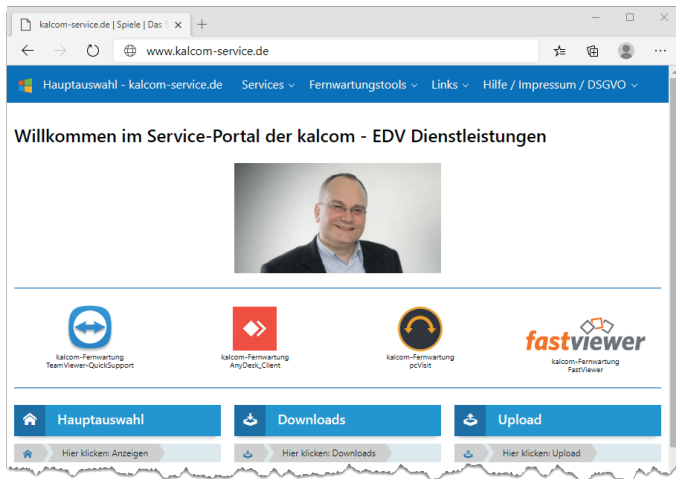 kalcom-service.de | Spiele | Das S
www.kalcom-service.de
Hauptauswahl - kalcom-service.de Services Fernwartungstools Links Hilfe / Impressum / DSGVO
Willkommen im Service-Portal der kalcom - EDV Dienstleistungen
fastviewer
kalcom-Fernwartung
TeamViewer-QuickSupport
kalcom-Fernwartung
AnyDesk_Client
kalcom-Fernwartung
pcVisit
kalcom-Fernwartung
FastViewer
Hauptauswahl Downloads Upload
Hier klicken: Anzeigen Hier klicken: Downloads Hier klicken: Upload